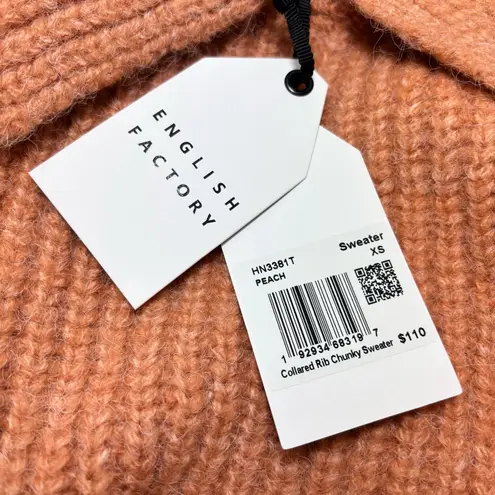 ENGLISH
FACTORY
HN3381T Sweater
PEACH XS
1 92934 68319 7
Collared Rib Chunky Sweater $110